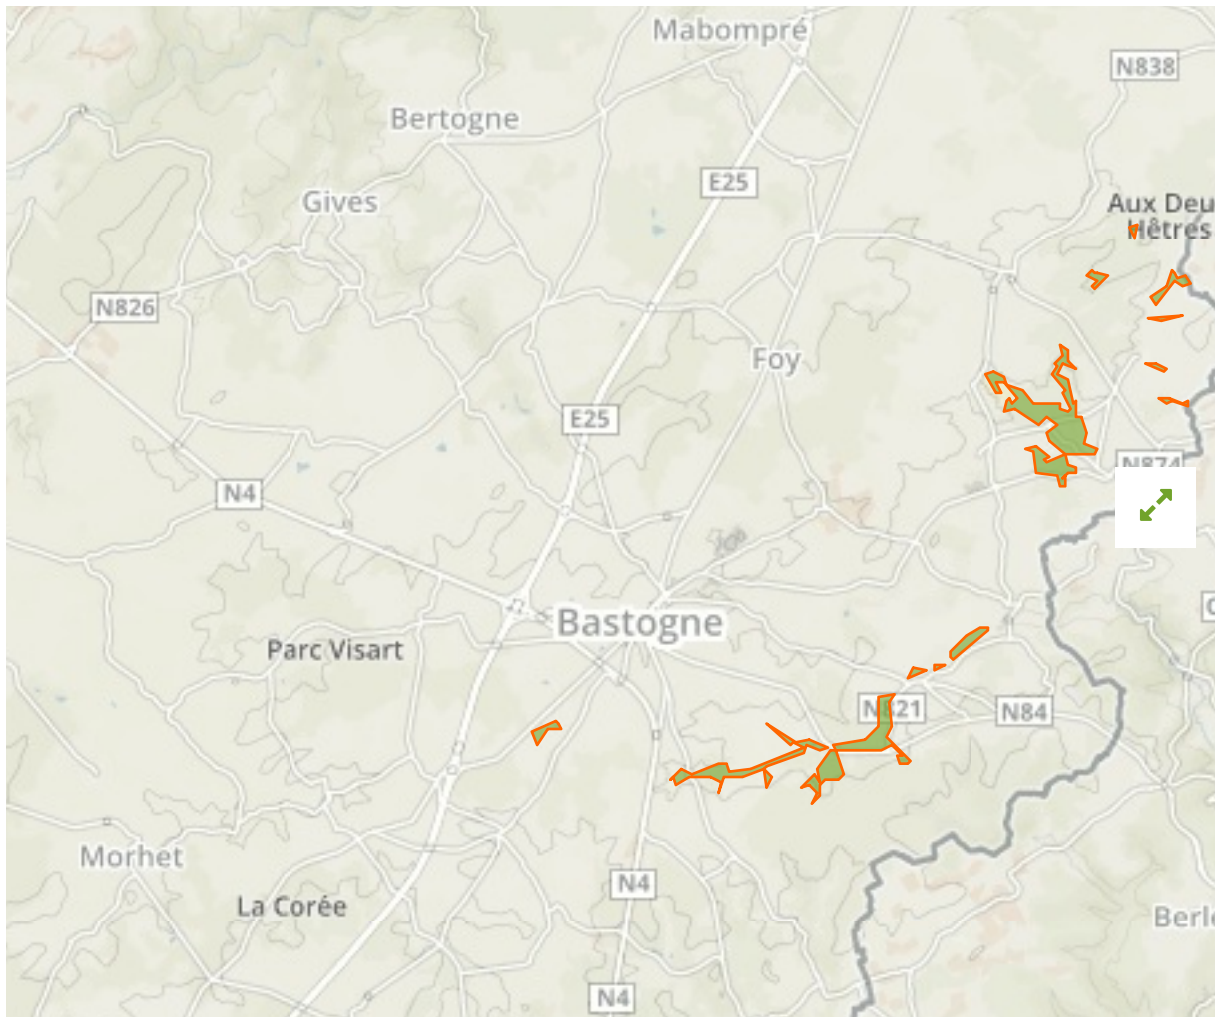 Mabompré
N838
Bertogne
E25
Gives
Aux Deu
Hêtres
N826
Foy
E25
N874
N4
Bastogne
Parc Visart
N821
N84
Morhet
N4
La Corée
Berl
N4